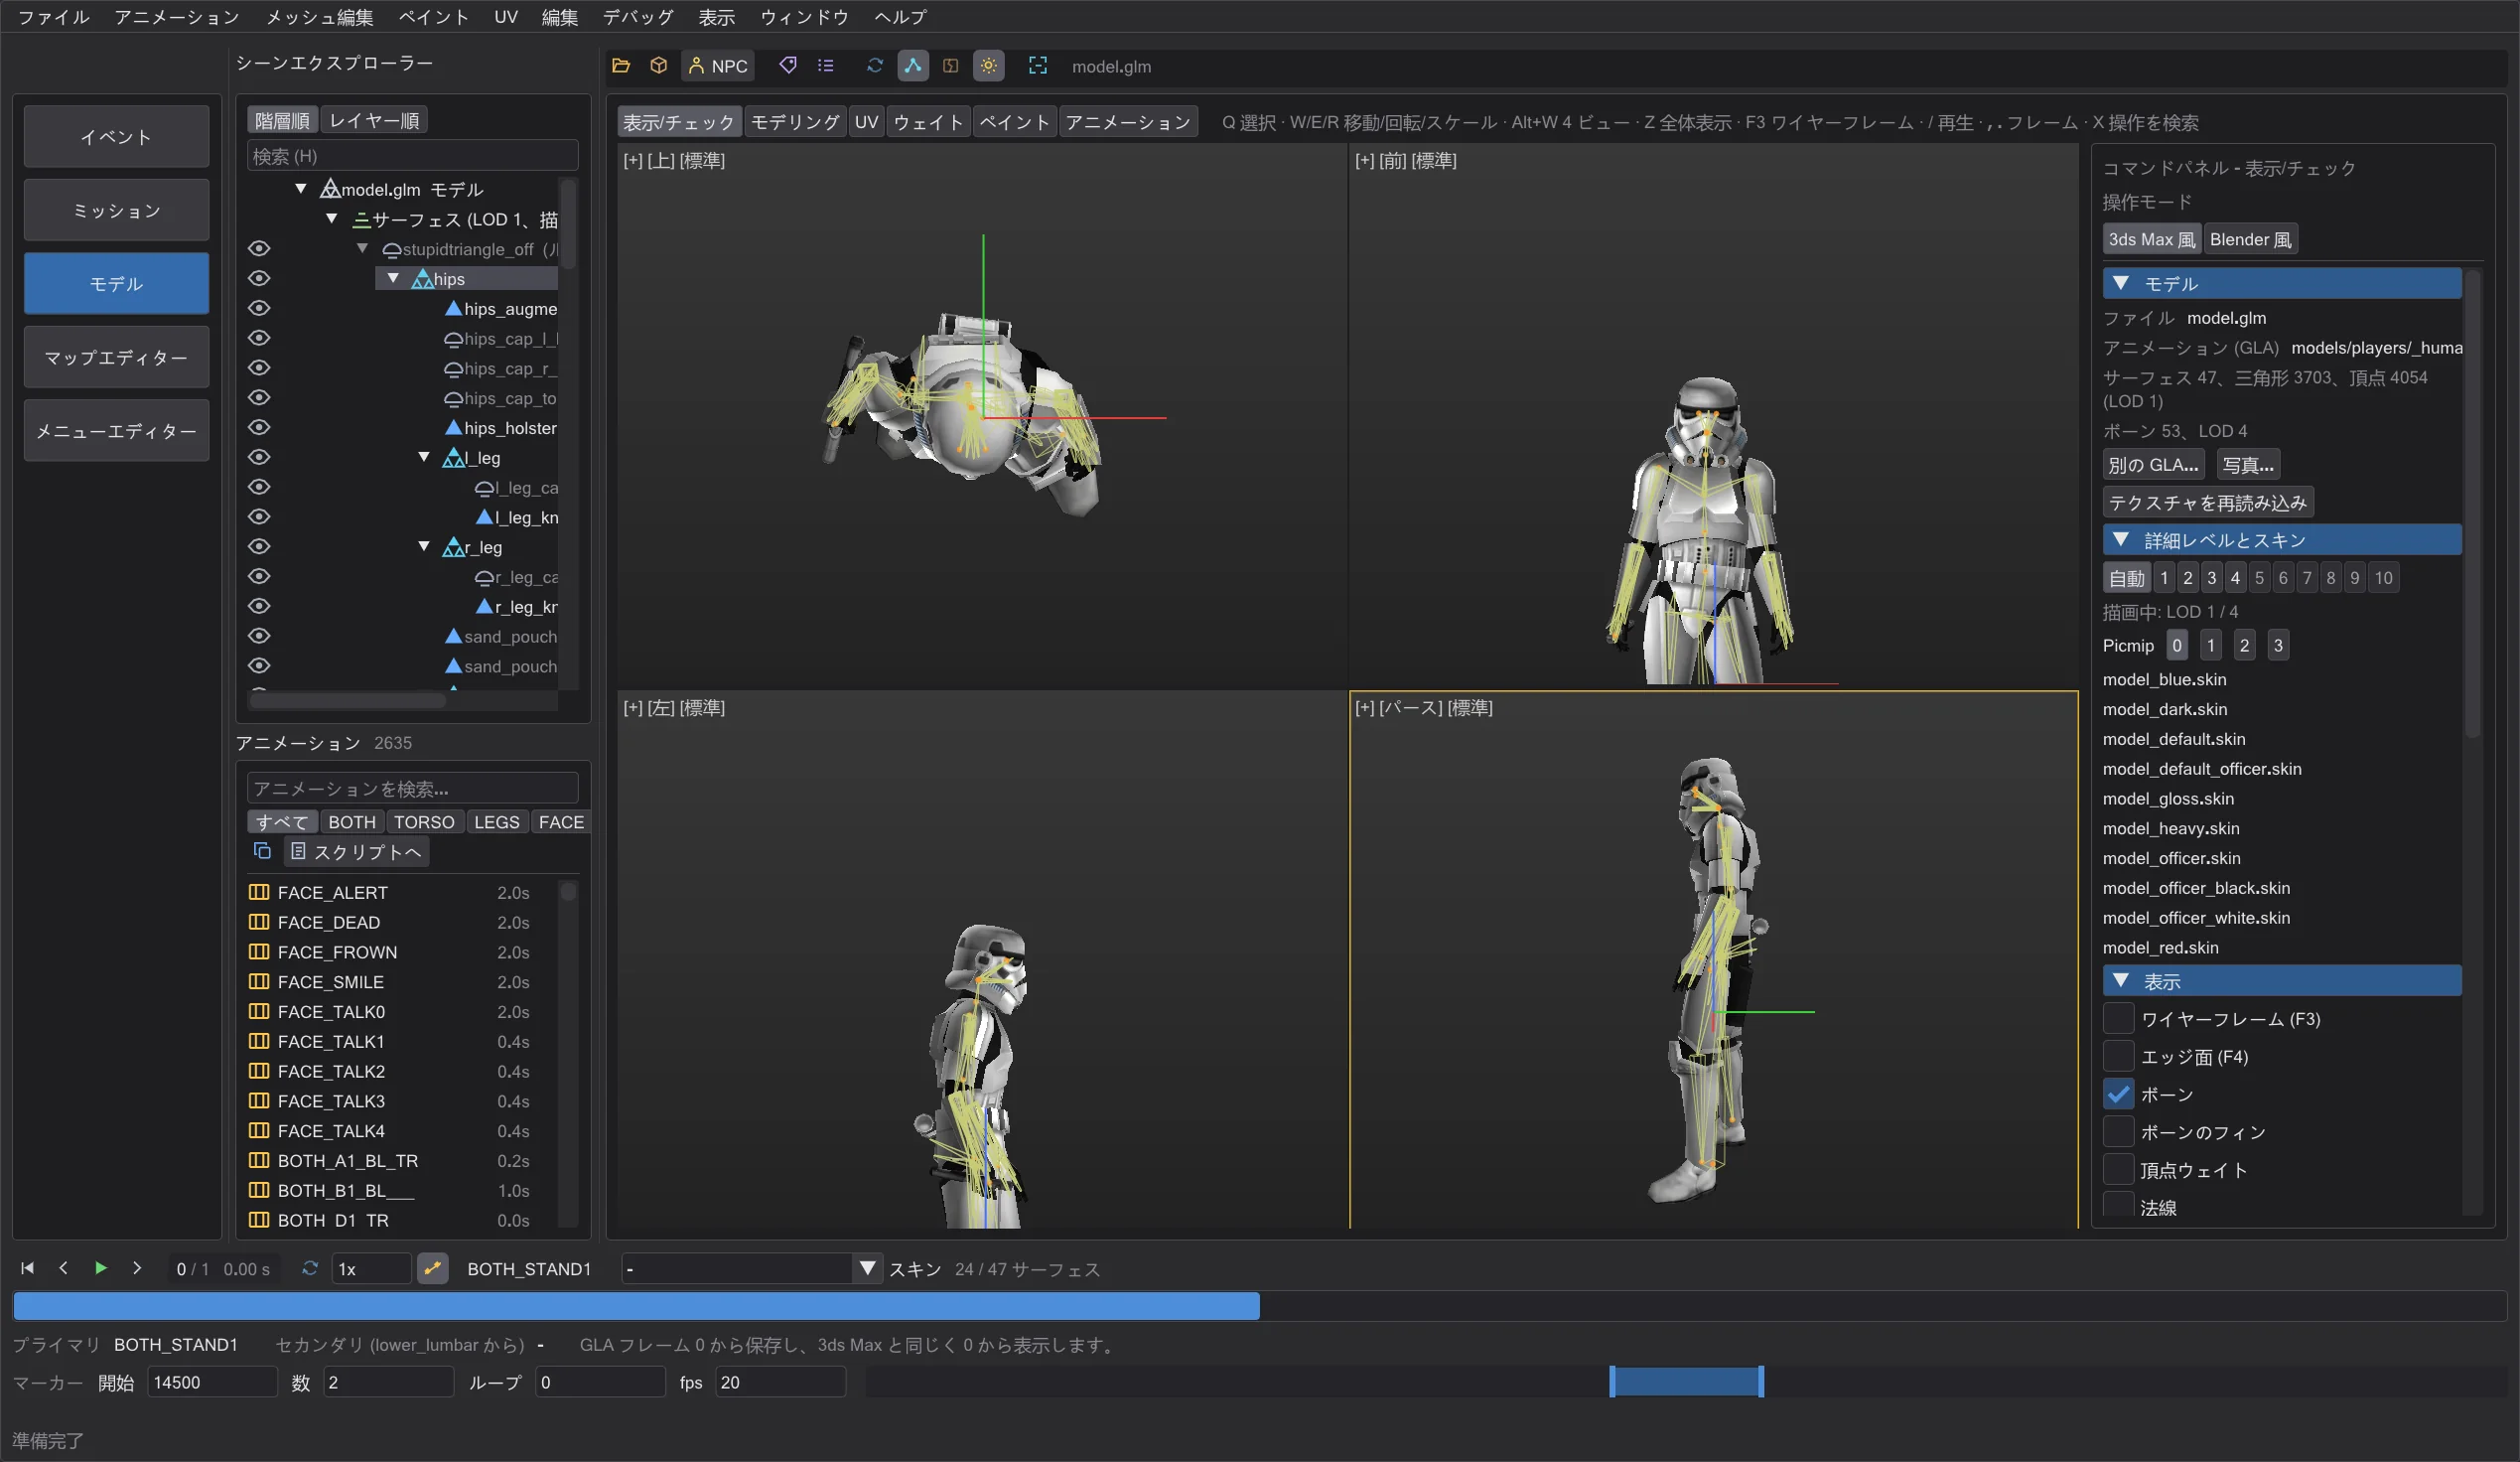 ファイル アニメーション メッシュ編集 ペイント UV 編集 デバッグ 表示 ウィンドウ ヘルプ
シーンエクスプローラー
NPC model.glm
イベント
ミッション
モデル
マップエディター
メニューエディター
階層順 レイヤー順
検索 (H)
model.glm モデル
サーフェス (LOD 1、描
stupidtriangle_off (ル
hips
hips_augme
hips_cap_l_l
hips_cap_r_
hips_cap_to
hips_holster
l_leg
l_leg_ca
l_leg_kn
r_leg
r_leg_ca
r_leg_kn
sand_pouch
sand_pouch
アニメーション 2635
アニメーションを検索...
すべて BOTH TORSO LEGS FACE
スクリプトへ
FACE_ALERT 2.0s
FACE_DEAD 2.0s
FACE_FROWN 2.0s
FACE_SMILE 2.0s
FACE_TALK0 2.0s
FACE_TALK1 0.4s
FACE_TALK2 0.4s
FACE_TALK3 0.4s
FACE_TALK4 0.4s
BOTH_A1_BL_TR 0.2s
BOTH_B1_BL___ 1.0s
BOTH_D1_TR 0.0s
表示/チェック モデリング UV ウェイト ペイント アニメーション Q 選択 · W/E/R 移動/回転/スケール · Alt+W 4 ビュー · Z 全体表示 · F3 ワイヤーフレーム · / 再生 · , . フレーム · X 操作を検索
[+] [上] [標準]
[+] [前] [標準]
[+] [左] [標準]
[+] [パース] [標準]
コマンドパネル - 表示/チェック
操作モード
3ds Max 風 Blender 風
モデル
ファイル model.glm
アニメーション (GLA) models/players/_huma
サーフェス 47、三角形 3703、頂点 4054
(LOD 1)
ボーン 53、LOD 4
別の GLA... 写真...
テクスチャを再読み込み
詳細レベルとスキン
自動 1 2 3 4 5 6 7 8 9 10
描画中: LOD 1 / 4
Picmip 0 1 2 3
model_blue.skin
model_dark.skin
model_default.skin
model_default_officer.skin
model_gloss.skin
model_heavy.skin
model_officer.skin
model_officer_black.skin
model_officer_white.skin
model_red.skin
表示
ワイヤーフレーム (F3)
エッジ面 (F4)
ボーン
ボーンのフィン
頂点ウェイト
法線
0 / 1 0.00 s 1x BOTH_STAND1 - スキン 24 / 47 サーフェス
プライマリ BOTH_STAND1 セカンダリ (lower_lumbar から) - GLA フレーム 0 から保存し、3ds Max と同じく 0 から表示します。
マーカー 開始 14500 数 2 ループ 0 fps 20
準備完了